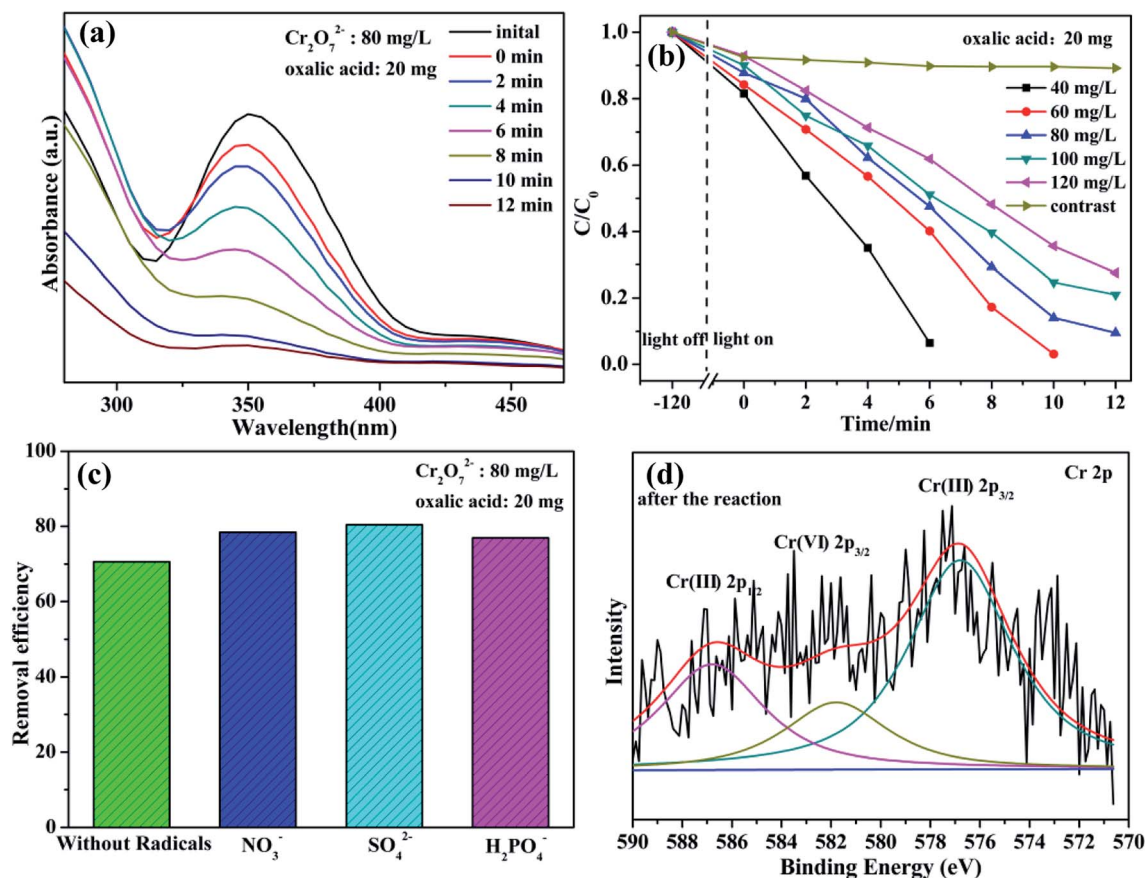 (a)
Cr₂O₇²⁻ : 80 mg/L
oxalic acid: 20 mg
inital
0 min
2 min
4 min
6 min
8 min
10 min
12 min
Absorbance (a.u.)
300
350
400
450
Wavelength(nm)
(b)
oxalic acid: 20 mg
40 mg/L
60 mg/L
80 mg/L
100 mg/L
120 mg/L
contrast
C/C₀
1.0
0.8
0.6
0.4
0.2
0.0
light off
light on
-120
0
2
4
6
8
10
12
Time/min
(c)
Cr₂O₇²⁻ : 80 mg/L
oxalic acid: 20 mg
Removal efficiency
100
80
60
40
20
0
Without Radicals
NO₃⁻
SO₄²⁻
H₂PO₄⁻
(d)
Cr 2p
after the reaction
Cr(III) 2p₃/₂
Cr(VI) 2p₃/₂
Cr(III) 2p₁/₂
Intensity
590
588
586
584
582
580
578
576
574
572
570
Binding Energy (eV)